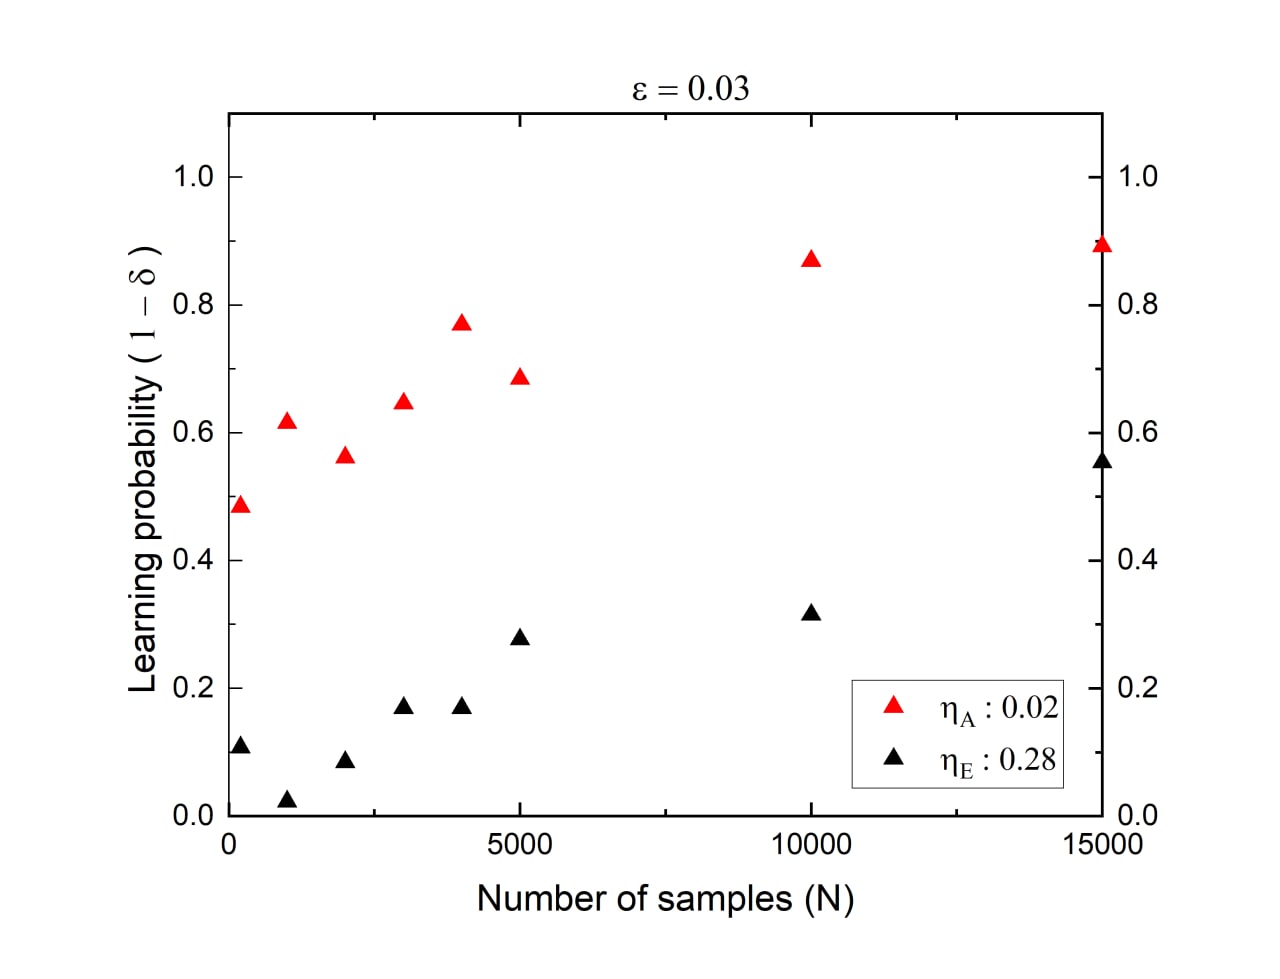 ε = 0.03
1.0 1.0
0.8 0.8
0.6 0.6
0.4 0.4
0.2 0.2
0.0 0.0
Learning probability ( 1 − δ )
ηA : 0.02
ηE : 0.28
0 5000 10000 15000
Number of samples (N)